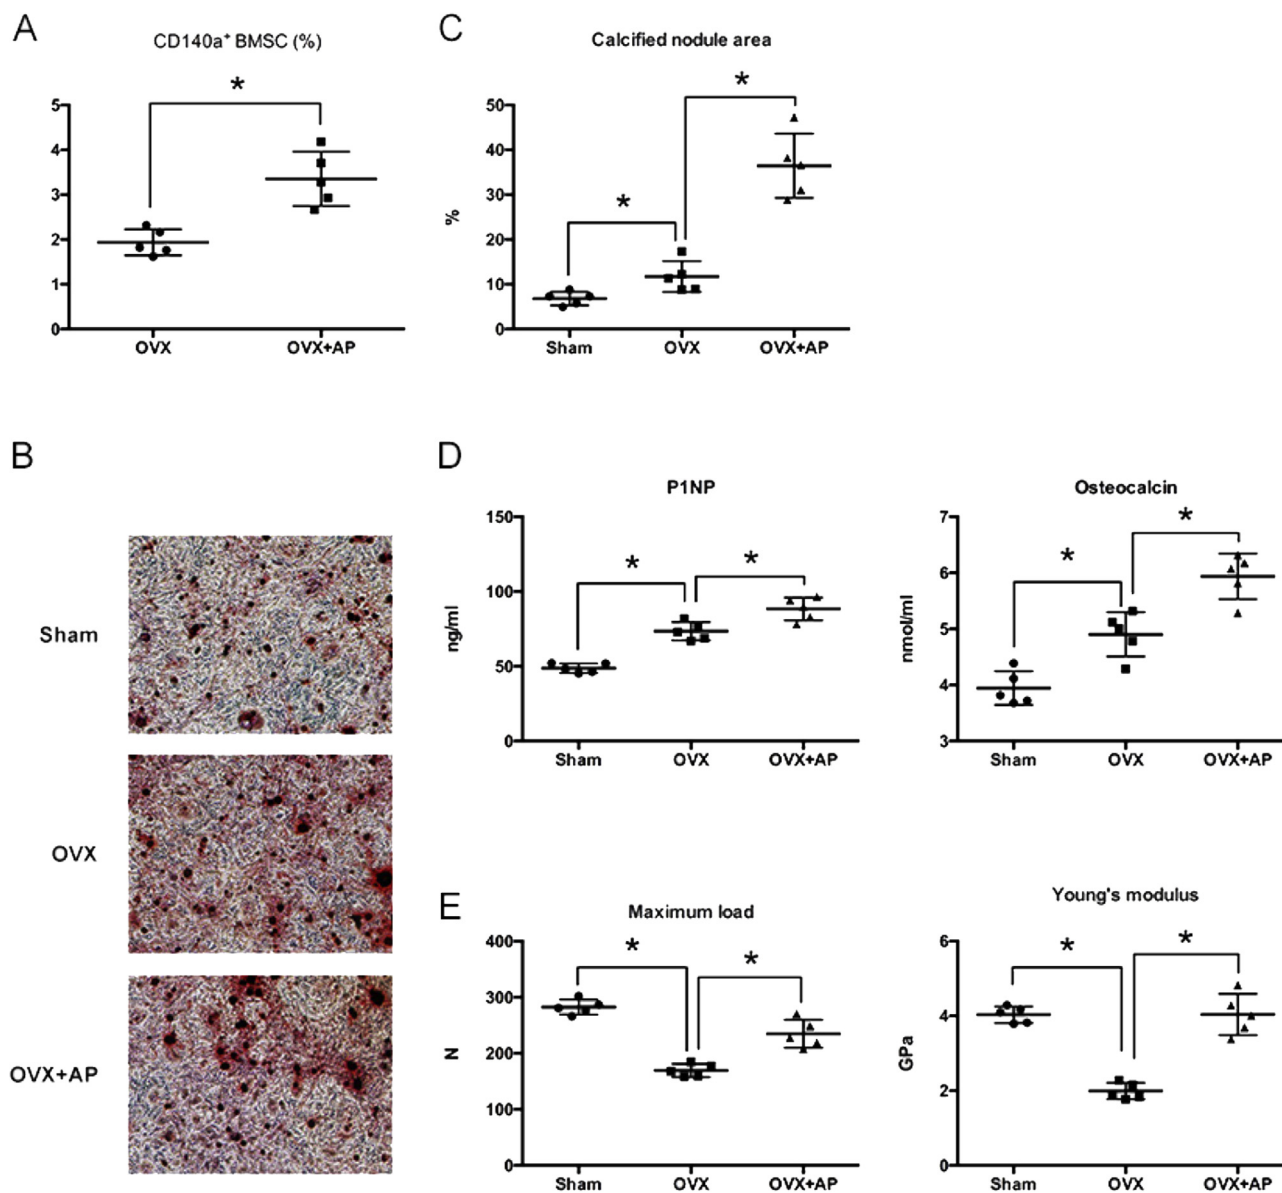 A
CD140a⁺ BMSC (%)
*
5
4
3
2
1
0
OVX
OVX+AP
C
Calcified nodule area
*
*
%
50
40
30
20
10
0
Sham
OVX
OVX+AP
B
Sham
OVX
OVX+AP
D
P1NP
*
*
ng/ml
150
100
50
0
Sham
OVX
OVX+AP
Osteocalcin
*
*
nmol/ml
7
6
5
4
3
Sham
OVX
OVX+AP
E
Maximum load
*
*
N
400
300
200
100
0
Sham
OVX
OVX+AP
Young's modulus
*
*
GPa
6
4
2
0
Sham
OVX
OVX+AP